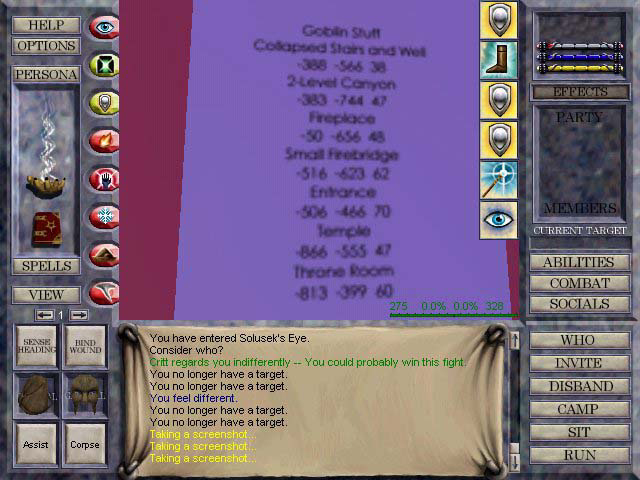 HELP
OPTIONS
PERSONA
SPELLS
VIEW
1
SENSE HEADING
BIND WOUND
Assist
Corpse
Goblin Stuff
Collapsed Stairs and Well
-388 -566 38
2-Level Canyon
-383 -744 47
Fireplace
-50 -656 48
Small Firebridge
-516 -623 62
Entrance
-506 -466 70
Temple
-866 -555 47
Throne Room
-813 -399 60
275 0.0% 0.0% 328
You have entered Solusek's Eye.
Consider who?
Critt regards you indifferently -- You could probably win this fight.
You no longer have a target.
You no longer have a target.
You feel different.
You no longer have a target.
You no longer have a target.
Taking a screenshot...
Taking a screenshot...
Taking a screenshot...
EFFECTS
PARTY
MEMBERS
CURRENT TARGET
ABILITIES
COMBAT
SOCIALS
WHO
INVITE
DISBAND
CAMP
SIT
RUN